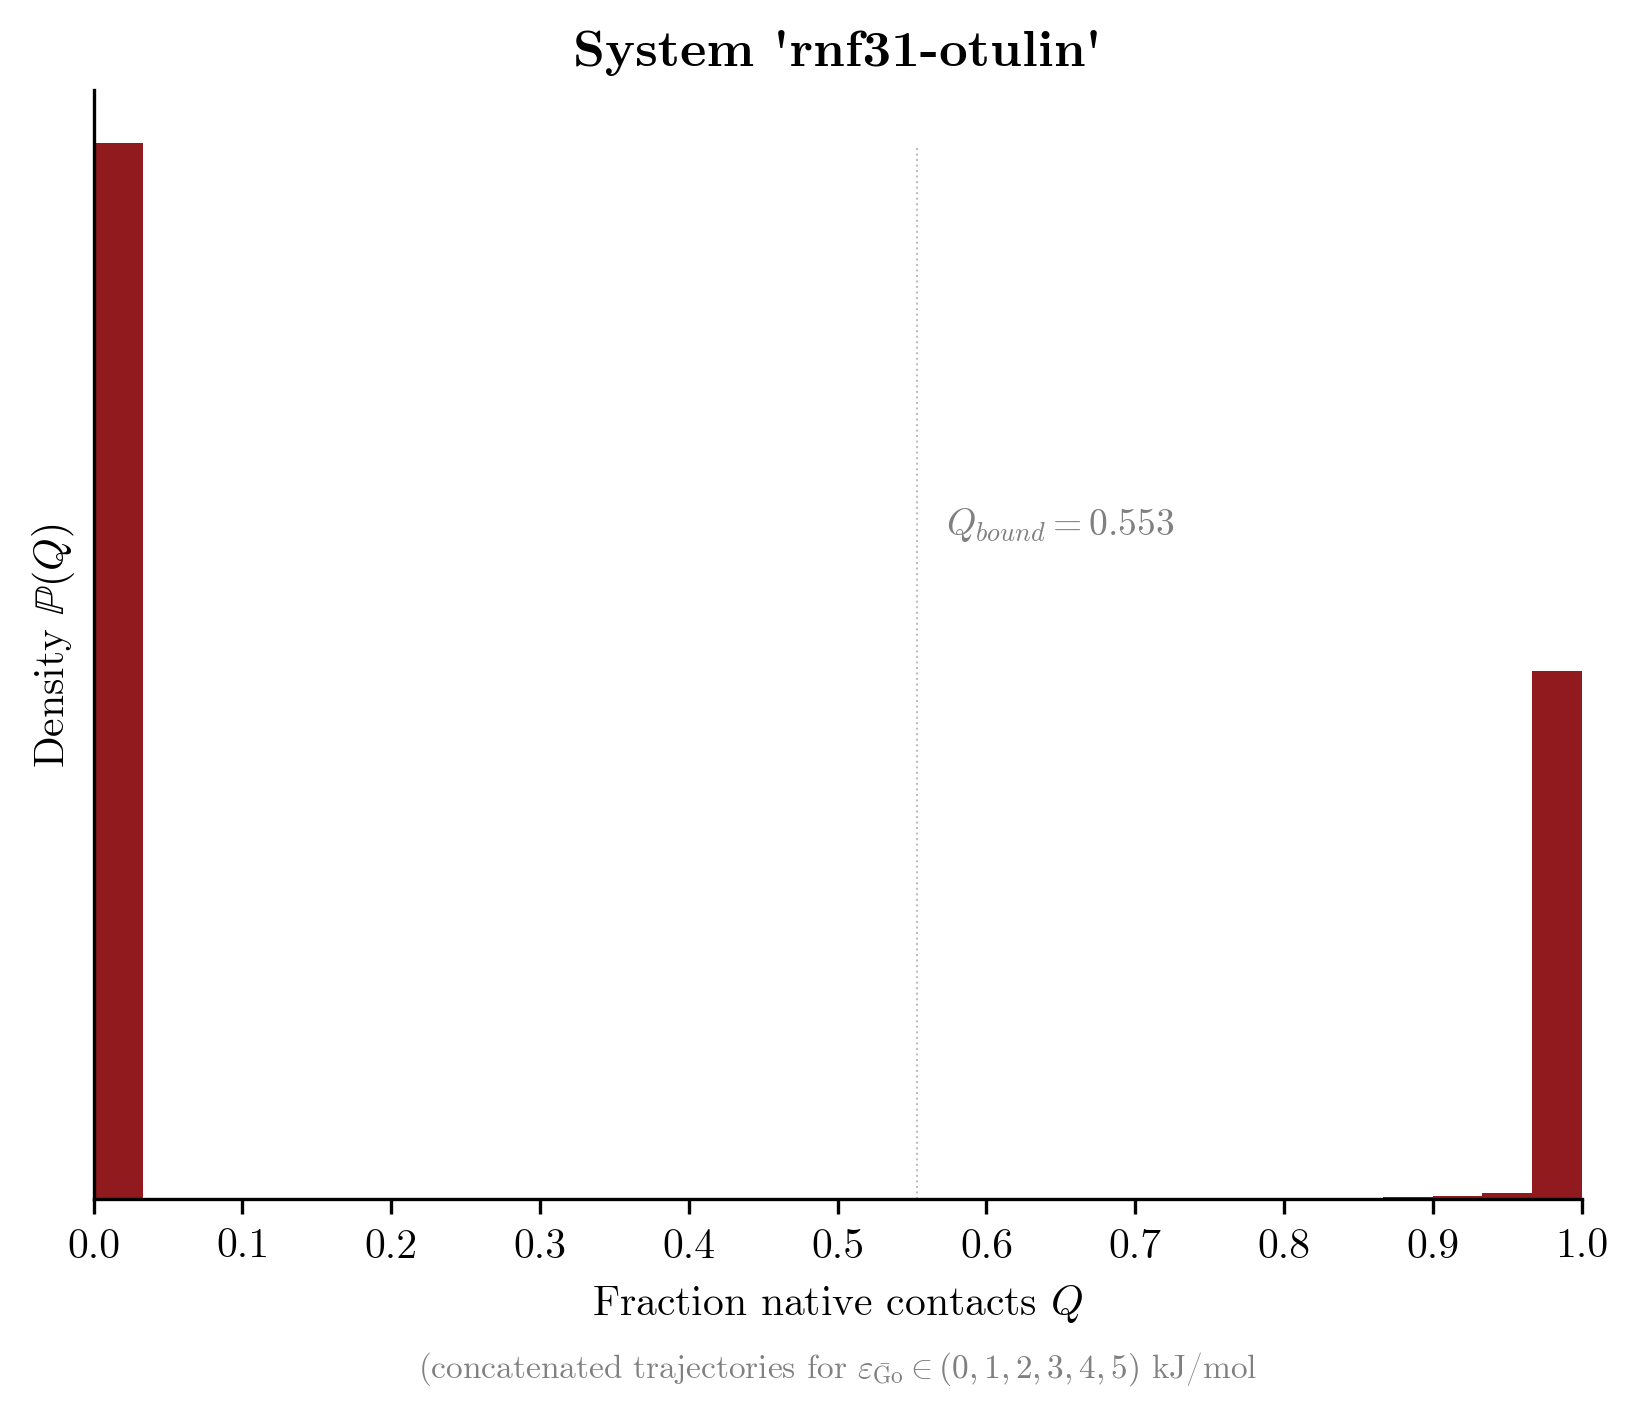 System 'rnf31-otulin'
Density ℙ(Q)
Q_bound = 0.553
0.0 0.1 0.2 0.3 0.4 0.5 0.6 0.7 0.8 0.9 1.0
Fraction native contacts Q
(concatenated trajectories for ε_Ḡo ∈ (0, 1, 2, 3, 4, 5) kJ/mol